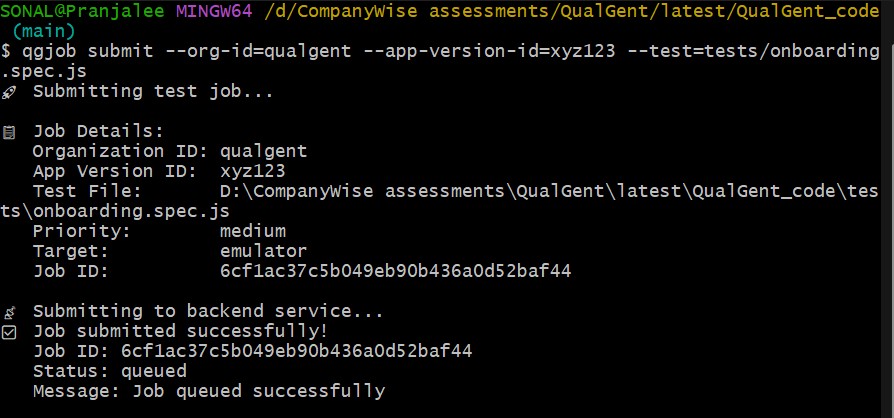 SONAL@Pranjalee MINGW64 /d/CompanyWise assessments/QualGent/latest/QualGent_code
(main)
$ qgjob submit --org-id=qualgent --app-version-id=xyz123 --test=tests/onboarding
.spec.js
🚀 Submitting test job...
📋 Job Details:
Organization ID: qualgent
App Version ID: xyz123
Test File: D:\CompanyWise assessments\QualGent\latest\QualGent_code\tes
ts\onboarding.spec.js
Priority: medium
Target: emulator
Job ID: 6cf1ac37c5b049eb90b436a0d52baf44
📡 Submitting to backend service...
☑ Job submitted successfully!
Job ID: 6cf1ac37c5b049eb90b436a0d52baf44
Status: queued
Message: Job queued successfully